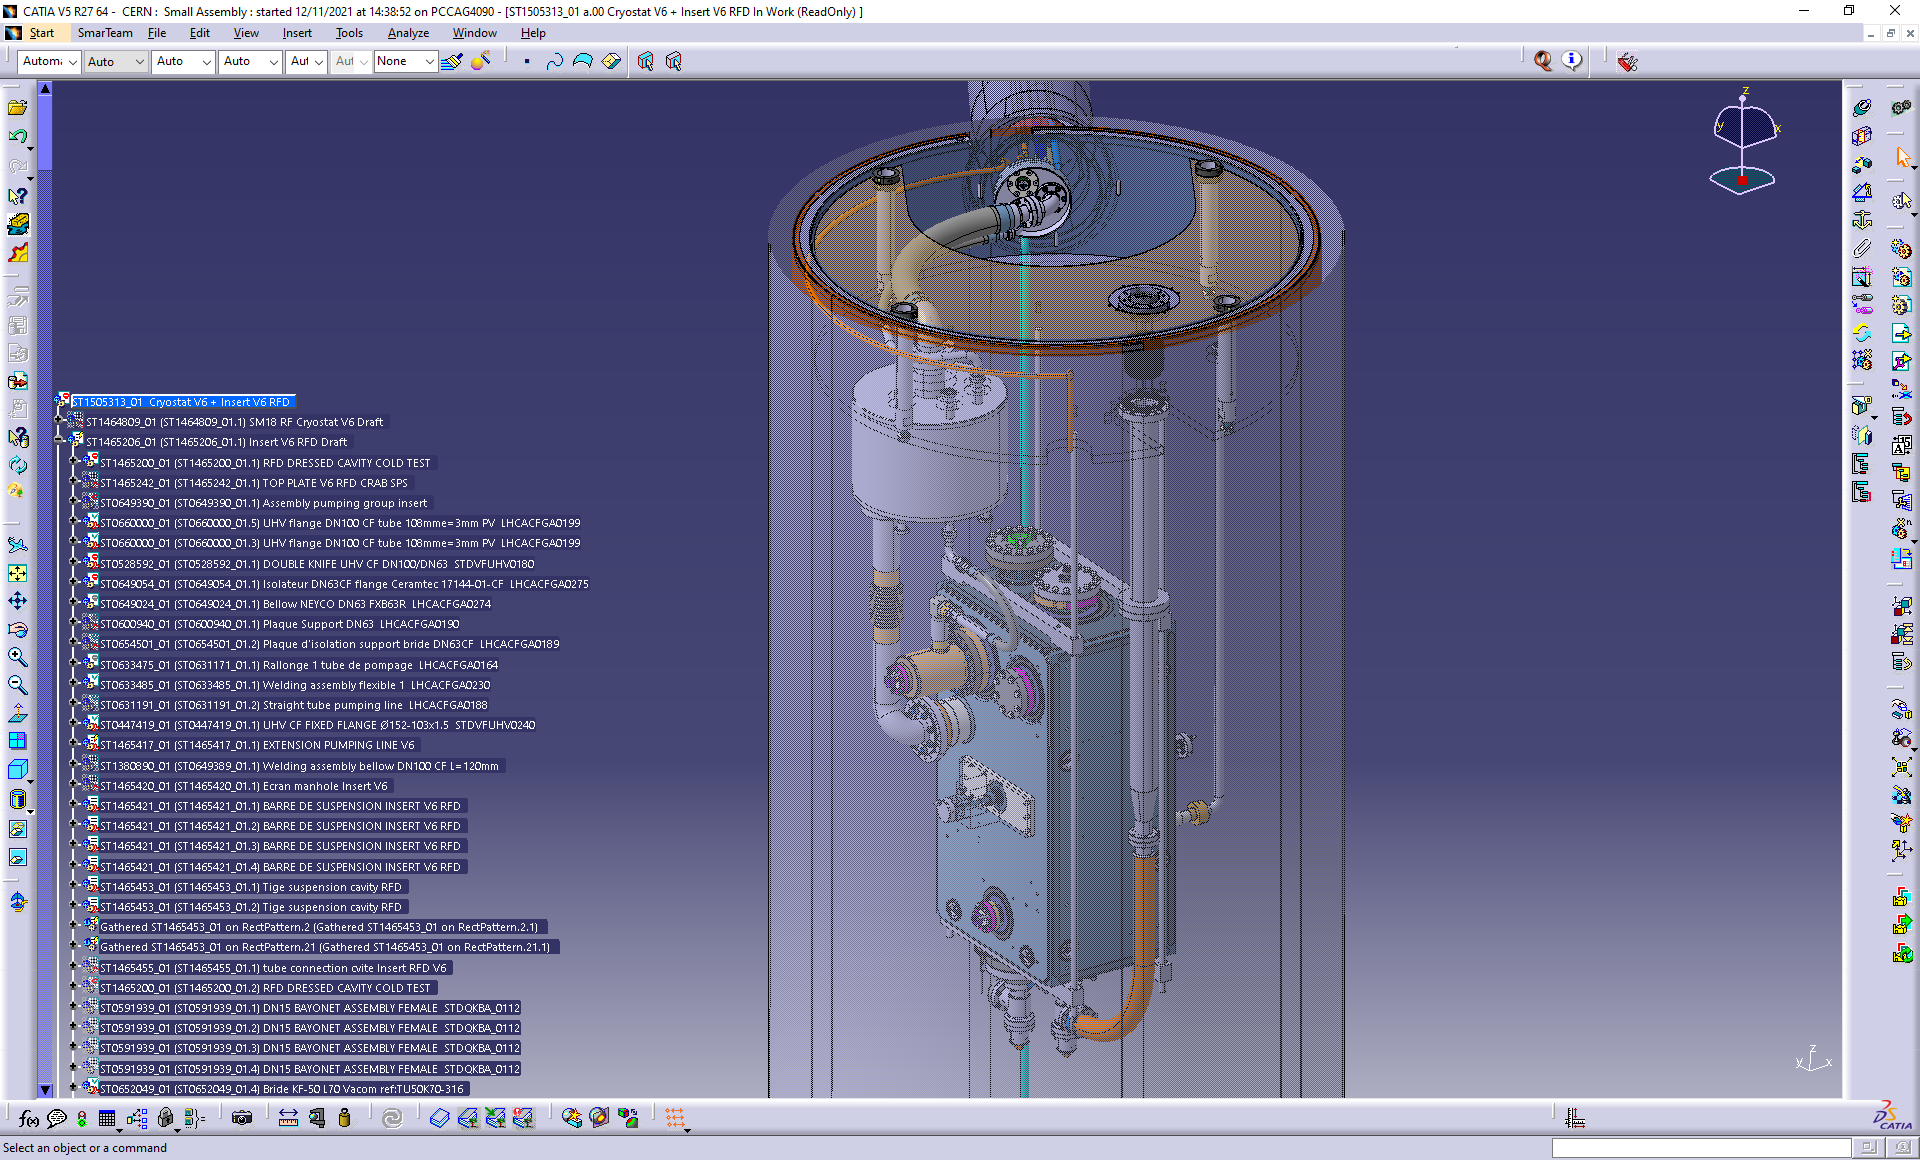 CATIA V5 R27 64 - CERN : Small Assembly : started 12/11/2021 at 14:38:52 on PCCAG4090 - [ST1505313_01 a.00 Cryostat V6 + Insert V6 RFD In Work (ReadOnly) ]
Start SmarTeam File Edit View Insert Tools Analyze Window Help
Auto Auto Auto None
z
y x
ST1505313_01 Cryostat V6 + Insert V6 RFD
ST1464809_01 (ST1464809_01.1) SM18 RF Cryostat V6 Draft
ST1465206_01 (ST1465206_01.1) Insert V6 RFD Draft
ST1465200_01 (ST1465200_01.1) RFD DRESSED CAVITY COLD TEST
ST1465242_01 (ST1465242_01.1) TOP PLATE V6 RFD CRAB SPS
ST0649390_01 (ST0649390_01.1) Assembly pumping group insert
ST0660000_01 (ST0660000_01.5) UHV flange DN100 CF tube 108mme=3mm PV LHCACFGA0199
ST0660000_01 (ST0660000_01.3) UHV flange DN100 CF tube 108mme=3mm PV LHCACFGA0199
ST0528592_01 (ST0528592_01.1) DOUBLE KNIFE UHV CF DN100/DN63 STDVFUHV0180
ST0649054_01 (ST0649054_01.1) Isolateur DN63CF flange Ceramtec 17144-01-CF LHCACFGA0275
ST0649024_01 (ST0649024_01.1) Bellow NEYCO DN63 FXB63R LHCACFGA0274
ST0600940_01 (ST0600940_01.1) Plaque Support DN63 LHCACFGA0190
ST0654501_01 (ST0654501_01.2) Plaque d'isolation support bride DN63CF LHCACFGA0189
ST0633475_01 (ST0631171_01.1) Rallonge 1 tube de pompage LHCACFGA0164
ST0633485_01 (ST0633485_01.1) Welding assembly flexible 1 LHCACFGA0230
ST0631191_01 (ST0631191_01.2) Straight tube pumping line LHCACFGA0188
ST0447419_01 (ST0447419_01.1) UHV CF FIXED FLANGE Ø152-103x1.5 STDVFUHV0240
ST1465417_01 (ST1465417_01.1) EXTENSION PUMPING LINE V6
ST1380890_01 (ST0649389_01.1) Welding assembly bellow DN100 CF L=120mm
ST1465420_01 (ST1465420_01.1) Ecran manhole Insert V6
ST1465421_01 (ST1465421_01.1) BARRE DE SUSPENSION INSERT V6 RFD
ST1465421_01 (ST1465421_01.2) BARRE DE SUSPENSION INSERT V6 RFD
ST1465421_01 (ST1465421_01.3) BARRE DE SUSPENSION INSERT V6 RFD
ST1465421_01 (ST1465421_01.4) BARRE DE SUSPENSION INSERT V6 RFD
ST1465453_01 (ST1465453_01.1) Tige suspension cavity RFD
ST1465453_01 (ST1465453_01.2) Tige suspension cavity RFD
Gathered ST1465453_01 on RectPattern.2 (Gathered ST1465453_01 on RectPattern.2.1)
Gathered ST1465453_01 on RectPattern.21 (Gathered ST1465453_01 on RectPattern.21.1)
ST1465455_01 (ST1465455_01.1) tube connection cvite Insert RFD V6
ST1465200_01 (ST1465200_01.2) RFD DRESSED CAVITY COLD TEST
ST0591939_01 (ST0591939_01.1) DN15 BAYONET ASSEMBLY FEMALE STDQKBA_0112
ST0591939_01 (ST0591939_01.2) DN15 BAYONET ASSEMBLY FEMALE STDQKBA_0112
ST0591939_01 (ST0591939_01.3) DN15 BAYONET ASSEMBLY FEMALE STDQKBA_0112
ST0591939_01 (ST0591939_01.4) DN15 BAYONET ASSEMBLY FEMALE STDQKBA_0112
ST0652049_01 (ST0652049_01.4) Bride KF-50 L70 Vacom ref:TU50K70-316
z
y x
f(x)
CATIA
Select an object or a command